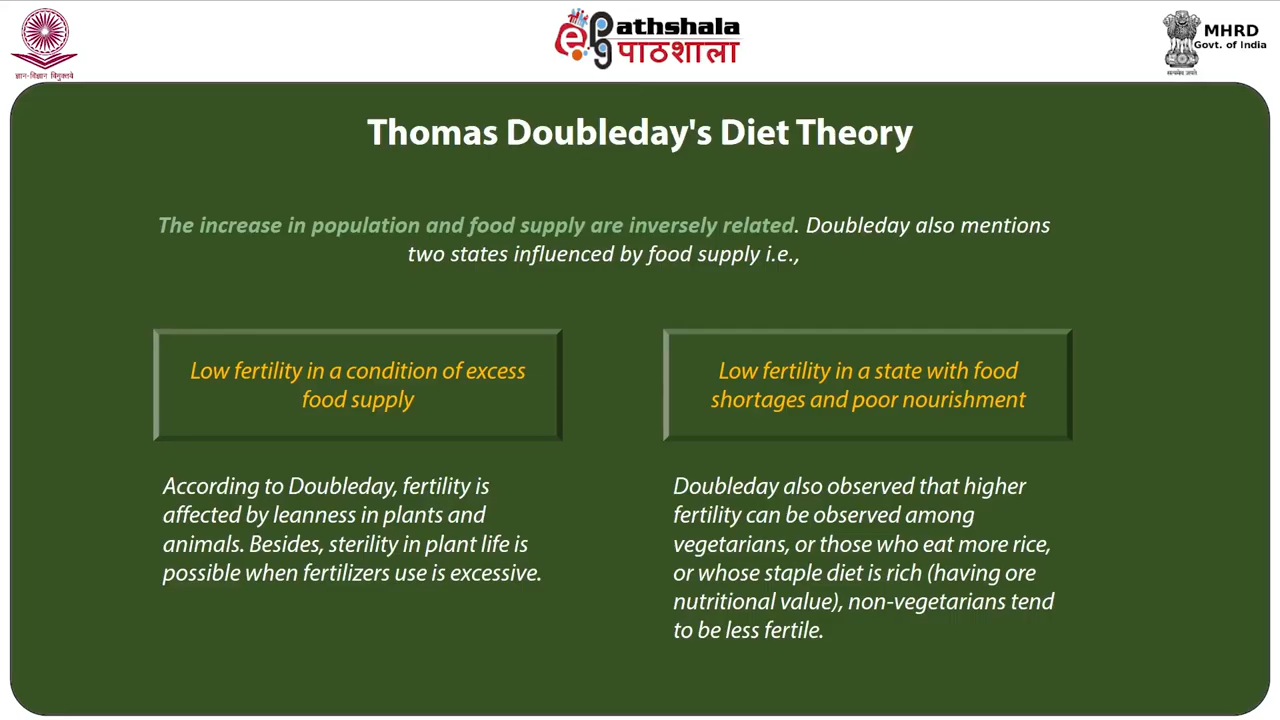 ज्ञान-विज्ञान विमुक्तये
ePg Pathshala
पाठशाला
सत्यमेव जयते
MHRD
Govt. of India
Thomas Doubleday's Diet Theory
The increase in population and food supply are inversely related. Doubleday also mentions
two states influenced by food supply i.e.,
Low fertility in a condition of excess
food supply
According to Doubleday, fertility is
affected by leanness in plants and
animals. Besides, sterility in plant life is
possible when fertilizers use is excessive.
Low fertility in a state with food
shortages and poor nourishment
Doubleday also observed that higher
fertility can be observed among
vegetarians, or those who eat more rice,
or whose staple diet is rich (having ore
nutritional value), non-vegetarians tend
to be less fertile.